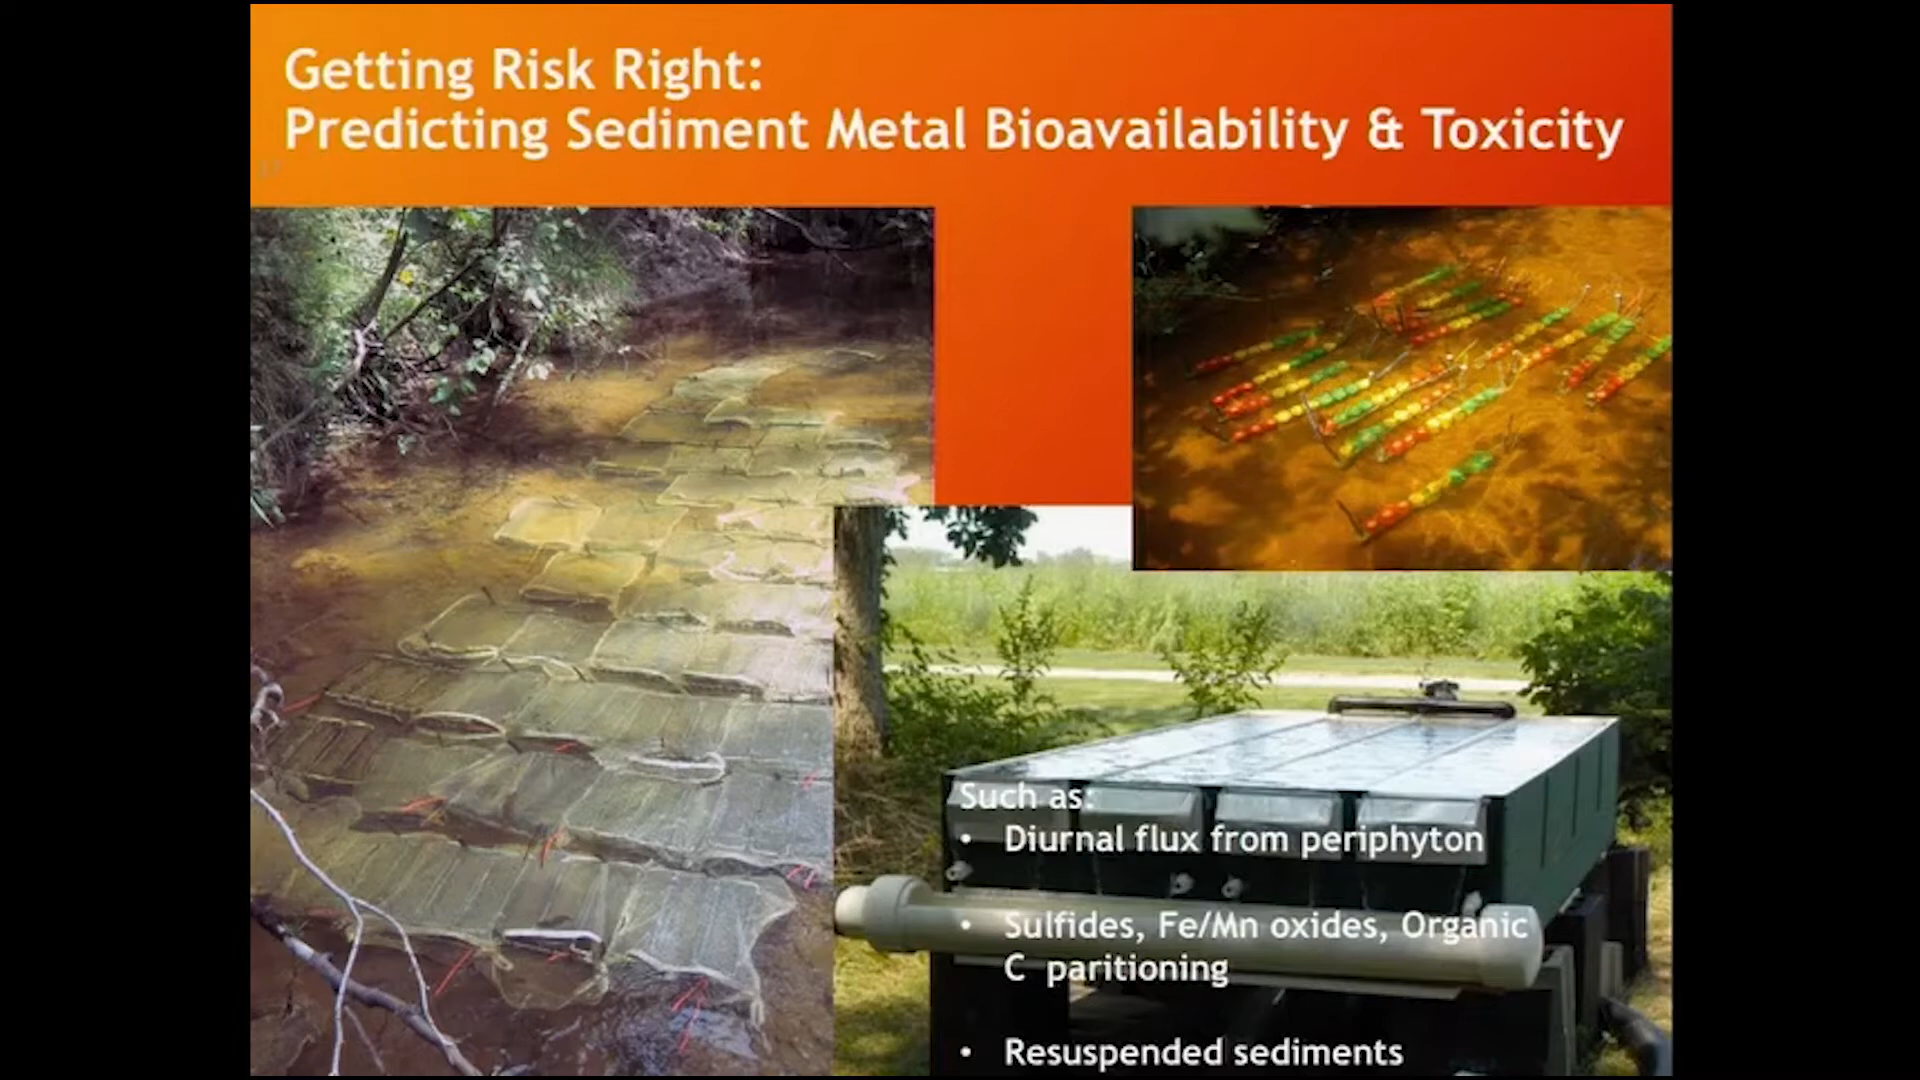 Getting Risk Right:
Predicting Sediment Metal Bioavailability & Toxicity
Such as:
• Diurnal flux from periphyton
• Sulfides, Fe/Mn oxides, Organic
C paritioning
• Resuspended sediments